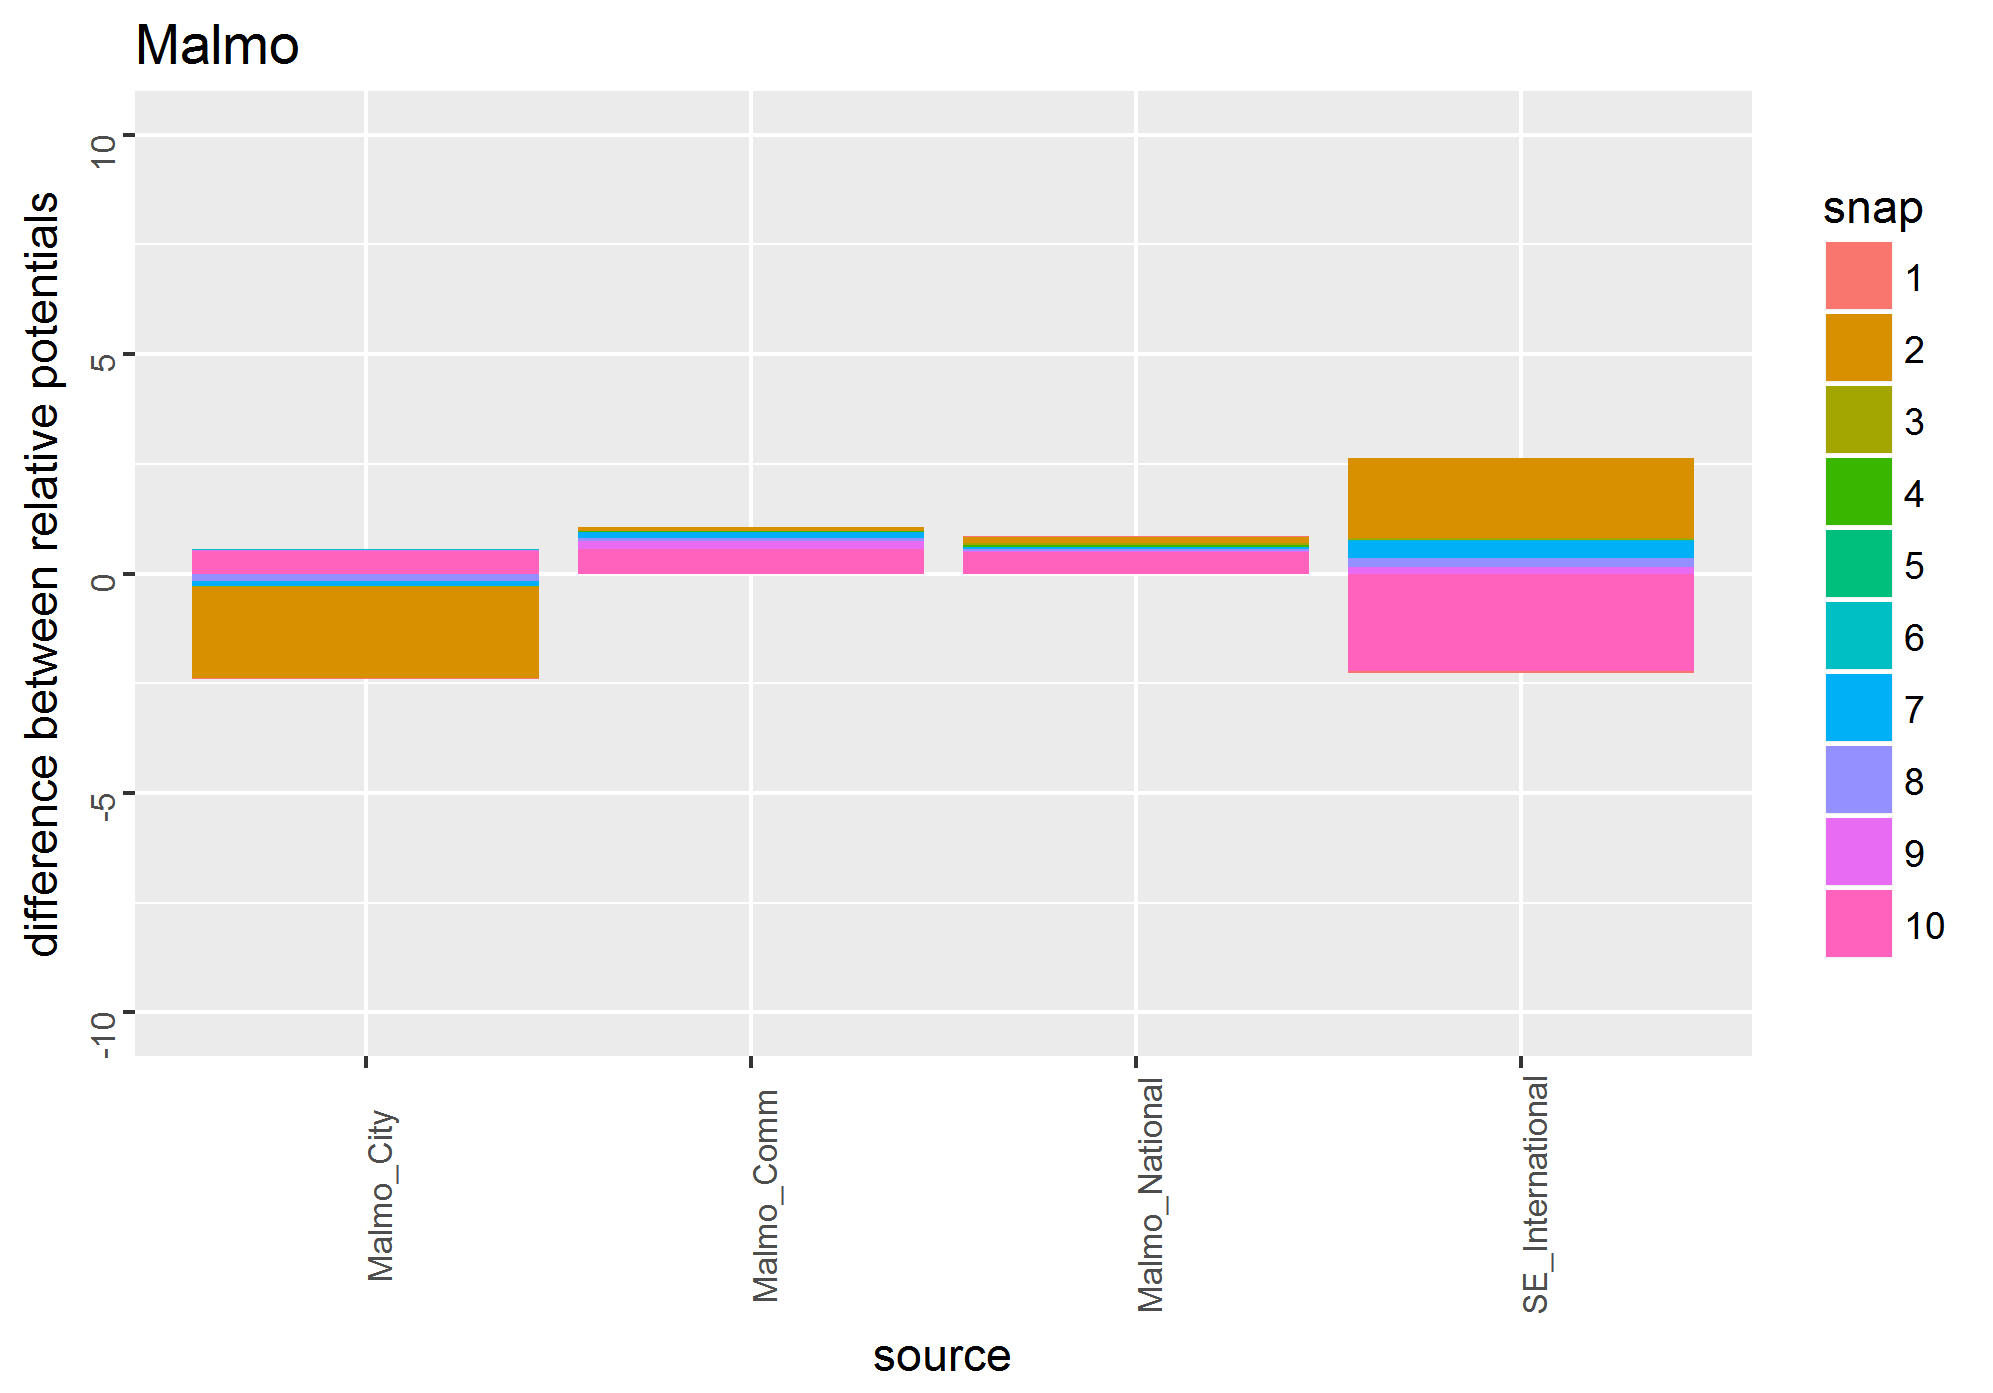 Malmo
difference between relative potentials
10
5
0
-5
-10
Malmo_City
Malmo_Comm
Malmo_National
SE_International
source
snap
1
2
3
4
5
6
7
8
9
10